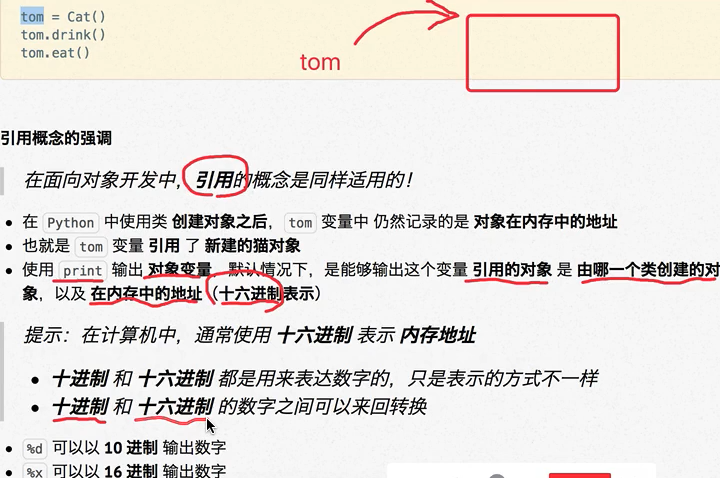 tom = Cat()
tom.drink()
tom.eat()
tom
引用概念的强调
在面向对象开发中，引用的概念是同样适用的！
在 Python 中使用类 创建对象之后，tom 变量中 仍然记录的是 对象在内存中的地址
也就是 tom 变量 引用 了 新建的猫对象
使用 print 输出 对象变量，默认情况下，是能够输出这个变量 引用的对象 是 由哪一个类创建的对
象，以及 在内存中的地址（十六进制表示）
提示：在计算机中，通常使用 十六进制 表示 内存地址
十进制 和 十六进制 都是用来表达数字的，只是表示的方式不一样
十进制 和 十六进制 的数字之间可以来回转换
%d 可以以 10 进制 输出数字
%x 可以以 16 进制 输出数字